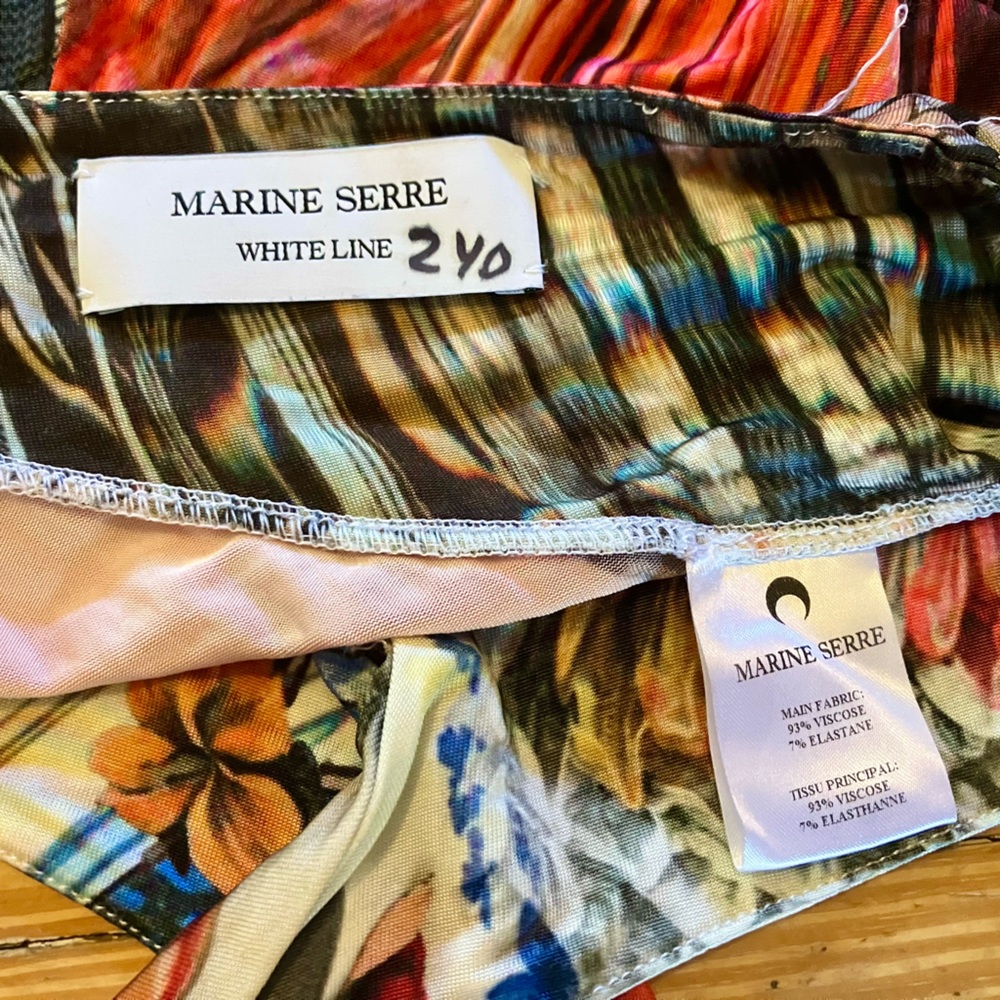 MARINE SERRE
WHITE LINE 240
MARINE SERRE
MAIN FABRIC:
93% VISCOSE
7% ELASTANE
TISSU PRINCIPAL:
93% VISCOSE
7% ELASTHANNE